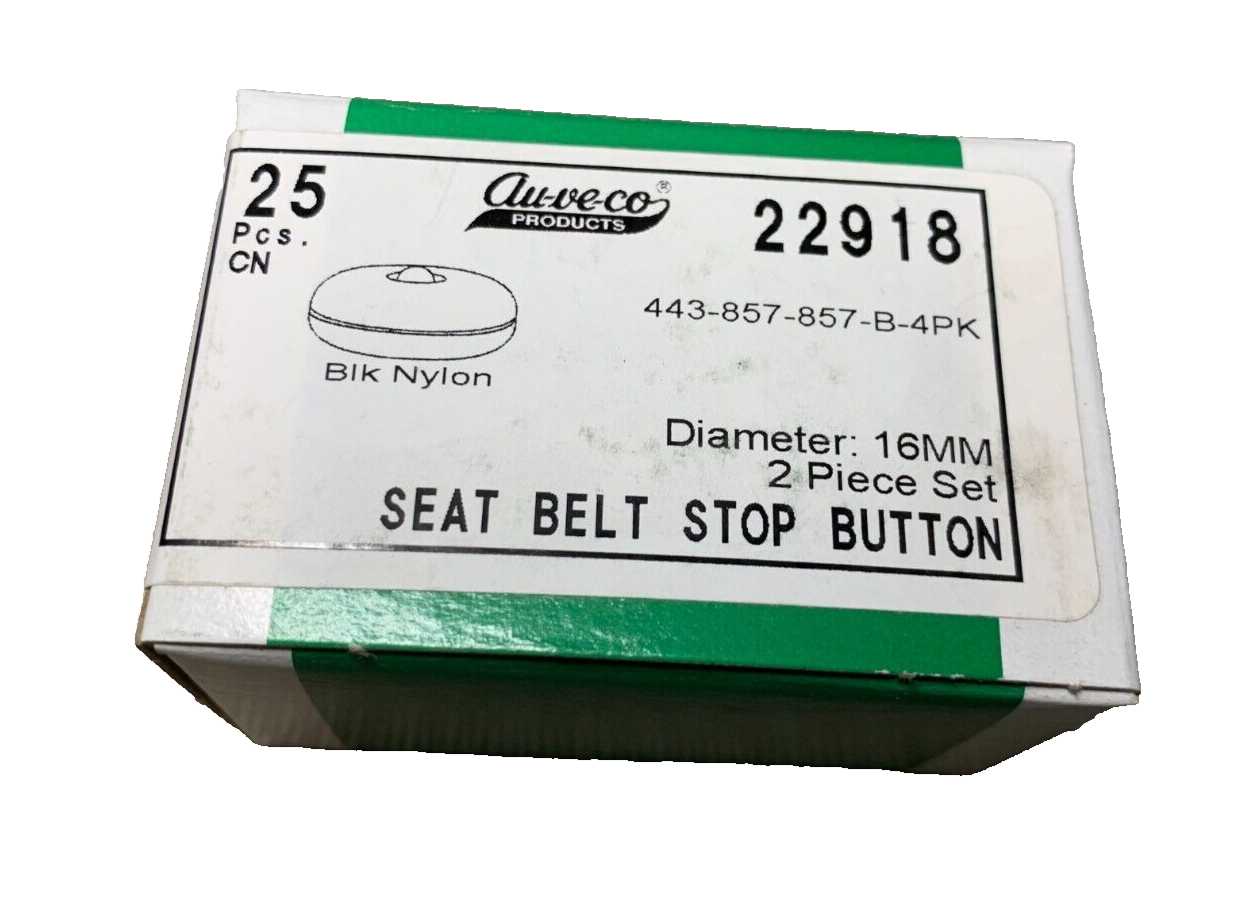 25
Pcs.
CN
au-ve-co®
PRODUCTS
22918
443-857-857-B-4PK
Blk Nylon
Diameter: 16MM
2 Piece Set
SEAT BELT STOP BUTTON